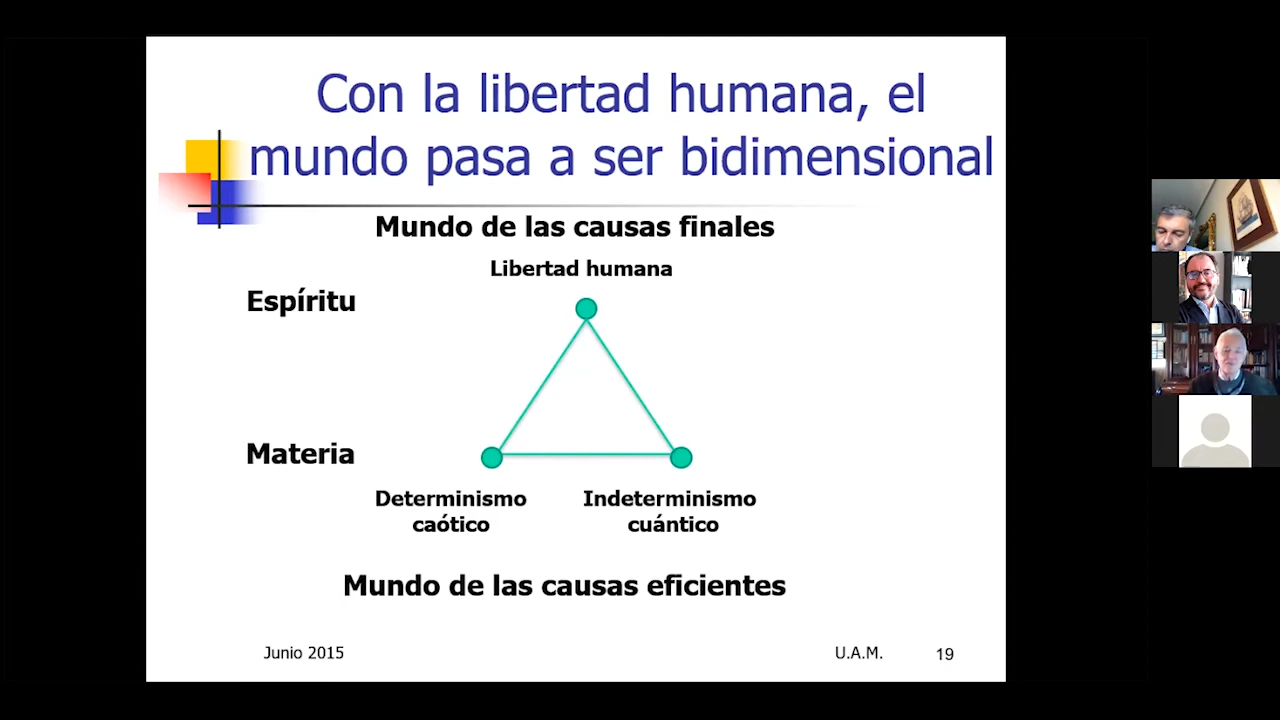 Con la libertad humana, el
mundo pasa a ser bidimensional
Mundo de las causas finales
Libertad humana
Espíritu
Materia
Determinismo
caótico
Indeterminismo
cuántico
Mundo de las causas eficientes
Junio 2015
U.A.M.
19